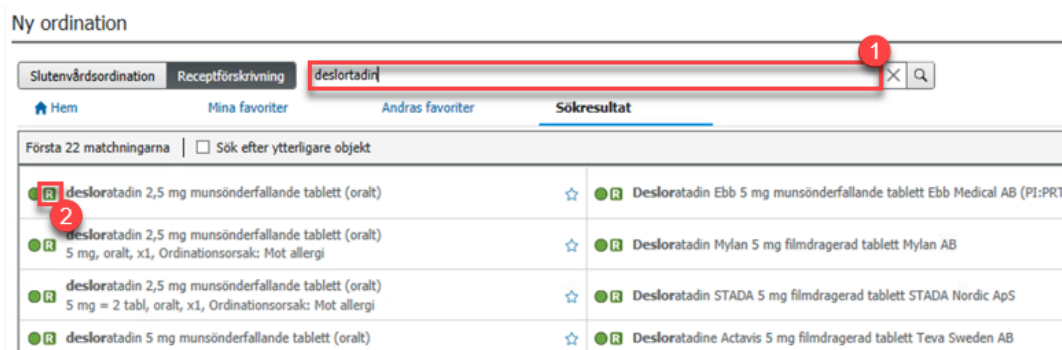 Ny ordination
1
Slutenvårdsordination Receptförskrivning deslortadin
Hem Mina favoriter Andras favoriter Sökresultat
Första 22 matchningarna Sök efter ytterligare objekt
R desloratadin 2,5 mg munsönderfallande tablett (oralt)
R Desloratadin Ebb 5 mg munsönderfallande tablett Ebb Medical AB (PI:PRT
2
R desloratadin 2,5 mg munsönderfallande tablett (oralt)
5 mg, oralt, x1, Ordinationsorsak: Mot allergi
R Desloratadin Mylan 5 mg filmdragerad tablett Mylan AB
R desloratadin 2,5 mg munsönderfallande tablett (oralt)
5 mg = 2 tabl, oralt, x1, Ordinationsorsak: Mot allergi
R Desloratadin STADA 5 mg filmdragerad tablett STADA Nordic ApS
R desloratadin 5 mg munsönderfallande tablett (oralt)
R Desloratadine Actavis 5 mg filmdragerad tablett Teva Sweden AB